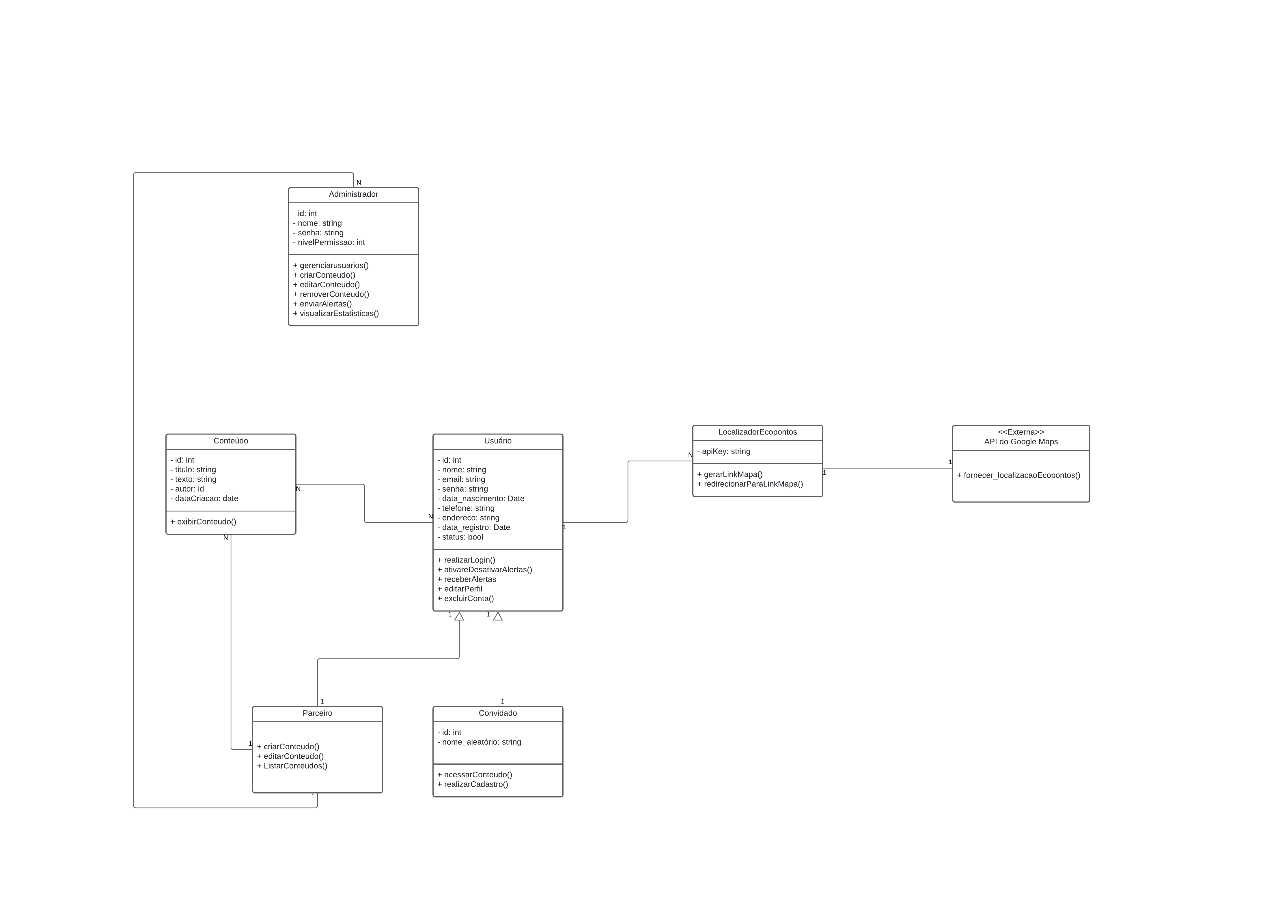 N
Administrador
id: int
- nome: string
- senha: string
- nivelPermissao: int
+ gerenciarusuarios()
+ criarConteudo()
+ editarConteudo()
+ removerConteudo()
+ enviarAlertas()
+ visualizarEstatisticas()
Conteúdo
- id: int
- titulo: string
- texto: string
- autor: id
- dataCriacao: date
+ exibirConteudo()
N
N
N
Usuário
- id: int
- nome: string
- email: string
- senha: string
- data_nascimento: Date
- telefone: string
- endereco: string
- data_registro: Date
- status: bool
+ realizarLogin()
+ ativareDesativarAlertas()
+ receberAlertas
+ editarPerfil
+ excluirConta()
1
N
LocalizadorEcopontos
- apiKey: string
+ gerarLinkMapa()
+ redirecionarParaLinkMapa()
1
1
<<Externa>>
API do Google Maps
+ fornecer_localizacaoEcopontos()
1
1
1
Parceiro
1
+ criarConteudo()
+ editarConteudo()
+ ListarConteudos()
1
Convidado
- id: int
- nome_aleatório: string
+ acessarConteudo()
+ realizarCadastro()